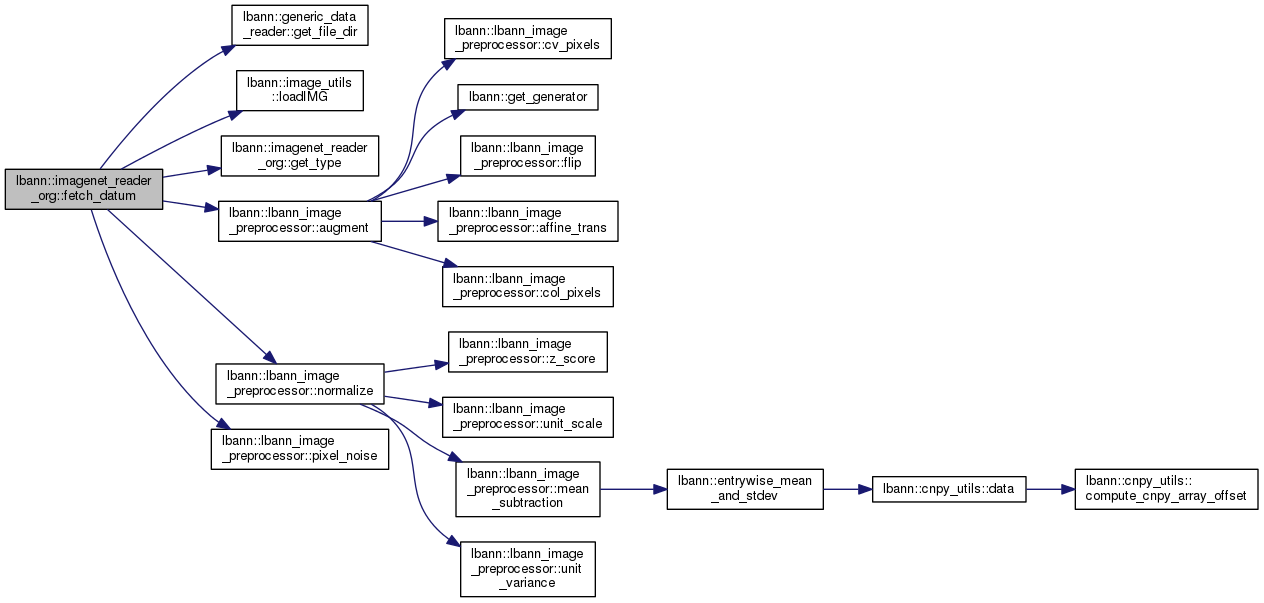 lbann::imagenet_reader
_org::fetch_datum
lbann::generic_data
_reader::get_file_dir
lbann::image_utils
::loadIMG
lbann::imagenet_reader
_org::get_type
lbann::lbann_image
_preprocessor::augment
lbann::lbann_image
_preprocessor::normalize
lbann::lbann_image
_preprocessor::pixel_noise
lbann::lbann_image
_preprocessor::cv_pixels
lbann::get_generator
lbann::lbann_image
_preprocessor::flip
lbann::lbann_image
_preprocessor::affine_trans
lbann::lbann_image
_preprocessor::col_pixels
lbann::lbann_image
_preprocessor::z_score
lbann::lbann_image
_preprocessor::unit_scale
lbann::lbann_image
_preprocessor::mean
_subtraction
lbann::lbann_image
_preprocessor::unit
_variance
lbann::entrywise_mean
_and_stdev
lbann::cnpy_utils::data
lbann::cnpy_utils::
compute_cnpy_array_offset